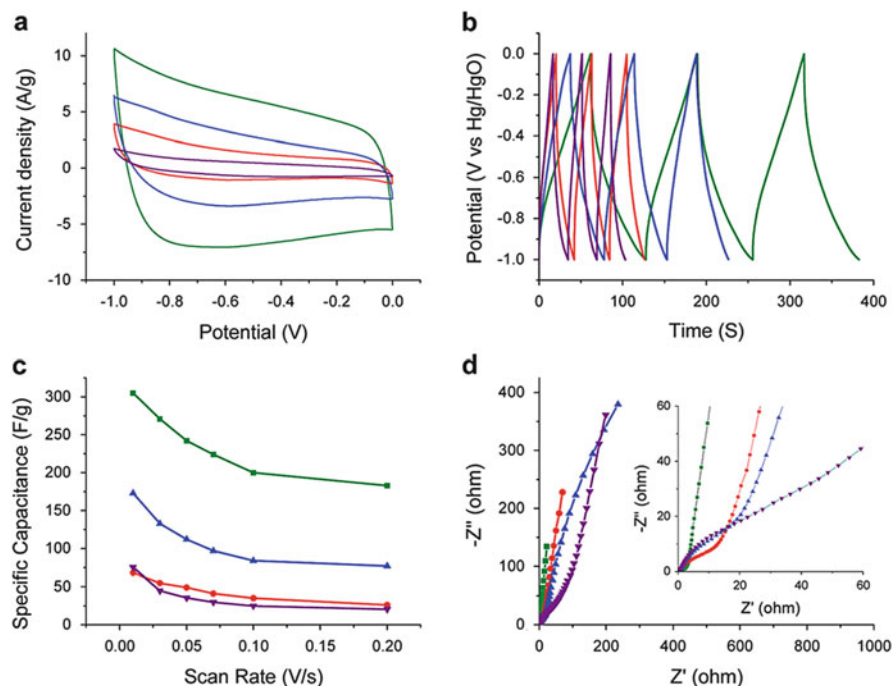 a
Current density (A/g)
10
5
0
-5
-10
-1.0 -0.8 -0.6 -0.4 -0.2 0.0
Potential (V)
b
Potential (V vs Hg/HgO)
0.0
-0.2
-0.4
-0.6
-0.8
-1.0
0 100 200 300 400
Time (S)
c
Specific Capacitance (F/g)
300
250
200
150
100
50
0
0.00 0.05 0.10 0.15 0.20
Scan Rate (V/s)
d
-Z'' (ohm)
400
300
200
100
0
0 200 400 600 800 1000
Z' (ohm)
-Z'' (ohm)
60
40
20
0
0 20 40 60
Z' (ohm)